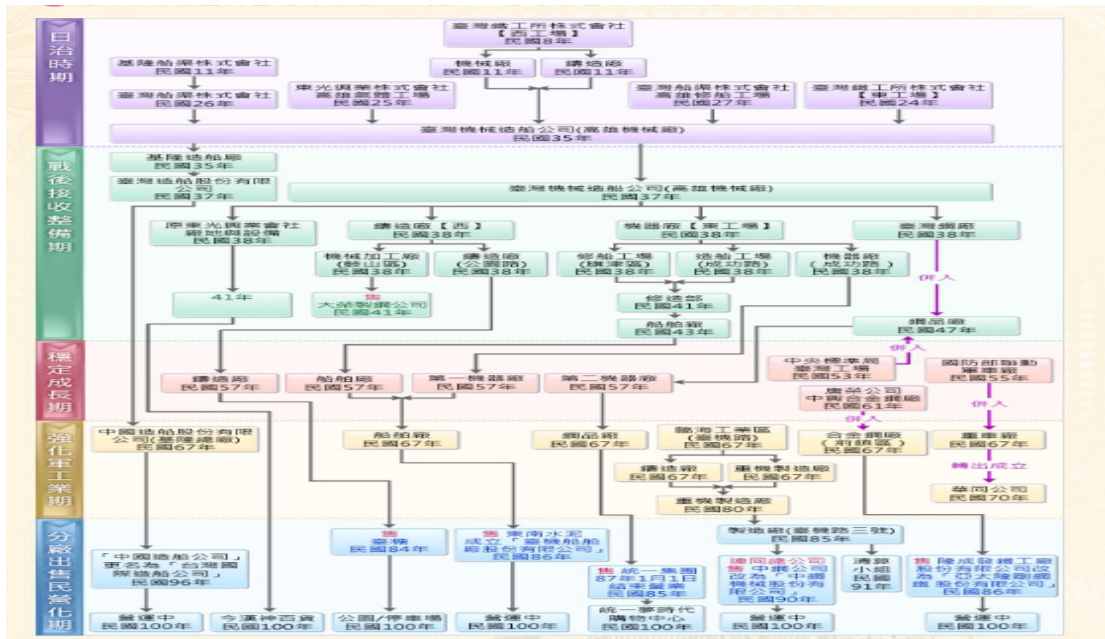 日治時期
臺灣鐵工所株式會社
【西工場】
民國8年
基隆船渠株式會社
民國11年
機械廠
民國11年
鑄造廠
民國11年
臺灣船渠株式會社
民國26年
東光興業株式會社
高雄氣體工場
民國25年
臺灣船渠株式會社
高雄修船工場
民國27年
臺灣鐵工所株式會社
【東工場】
民國24年
臺灣機械造船公司(高雄機械廠)
民國35年
戰後接收整備期
基隆造船廠
民國35年
臺灣造船股份有限
公司
民國37年
臺灣機械造船公司(高雄機械廠)
民國37年
原東光興業會社
廠地與設備
民國38年
鑄造廠【西】
民國38年
機器廠【東工場】
民國38年
臺灣鋼廠
民國38年
機械加工廠
(鼓山區)
民國38年
鑄造廠
(公園路)
民國38年
修船工場
(旗津區)
民國38年
造船工場
(成功路)
民國38年
機器廠
(成功路)
民國38年
併入
41年
售
大榮製鋼公司
民國41年
修造部
民國41年
船舶廠
民國43年
鋼品廠
民國47年
穩定成長期
併入
鑄造廠
民國57年
船舶廠
民國57年
第一機器廠
民國57年
第二機器廠
民國57年
中央標準局
臺灣工場
民國53年
國防部聯勤
軍車廠
民國55年
唐榮公司
中興合金鋼廠
民國61年
併入
併入
強化軍工業期
中國造船股份有限
公司(基隆總廠)
民國67年
船舶廠
民國67年
鋼品廠
民國67年
臨海工業區
(臺機路)
民國67年
合金鋼廠
(前鎮區)
民國67年
重車廠
民國67年
鑄造廠
民國67年
重機製造廠
民國67年
轉出成立
重機製造廠
民國80年
華同公司
民國70年
分廠出售民營化期
「中國造船公司」
更名為「台灣國
際造船公司」
民國96年
售
臺機
民國84年
售 東南水泥
成立「臺機船舶
廠股份有限公司」
民國86年
製造廠(臺機路三號)
民國85年
售 統一集團
87年1月1日
結束營業
民國85年
連同總公司
售 中鋼公司
改為「中鋼
機械股份有
限公司」
民國90年
清算
小組
民國
91年
售 隆成發鐵工廠
股份有限公司改
為「亞太隆剛鋼
鐵股份有限公司」
民國86年
營運中
民國100年
今漢神百貨
民國100年
公園/停車場
民國100年
營運中
民國100年
統一夢時代
購物中心
營運中
民國100年
營運中
民國100年